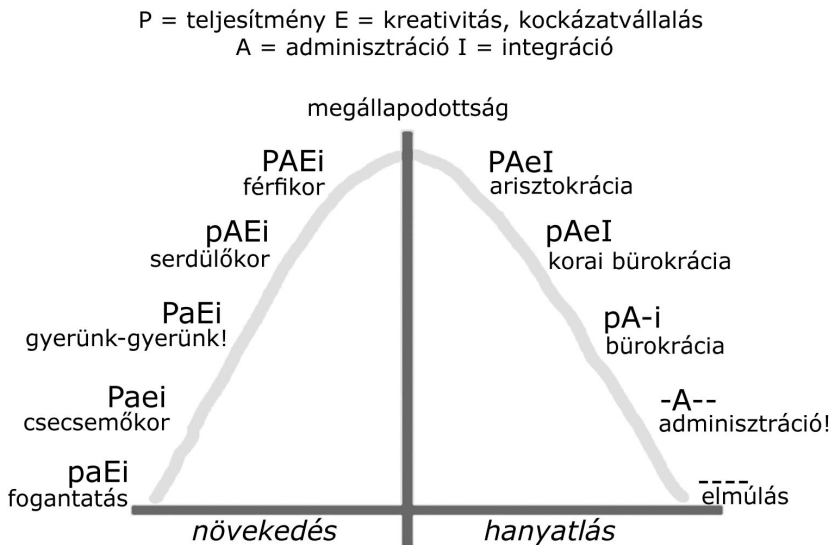 P = teljesítmény E = kreativitás, kockázatvállalás
A = adminisztráció I = integráció
megállapodottság
PAEi
férfikor
pAEi
serdülőkor
PaEi
gyerünk-gyerünk!
Paei
csecsemőkor
paEi
fogantatás
PAeI
arisztokrácia
pAeI
korai bürokrácia
pA-i
bürokrácia
-A--
adminisztráció!
----
elmúlás
növekedés
hanyatlás